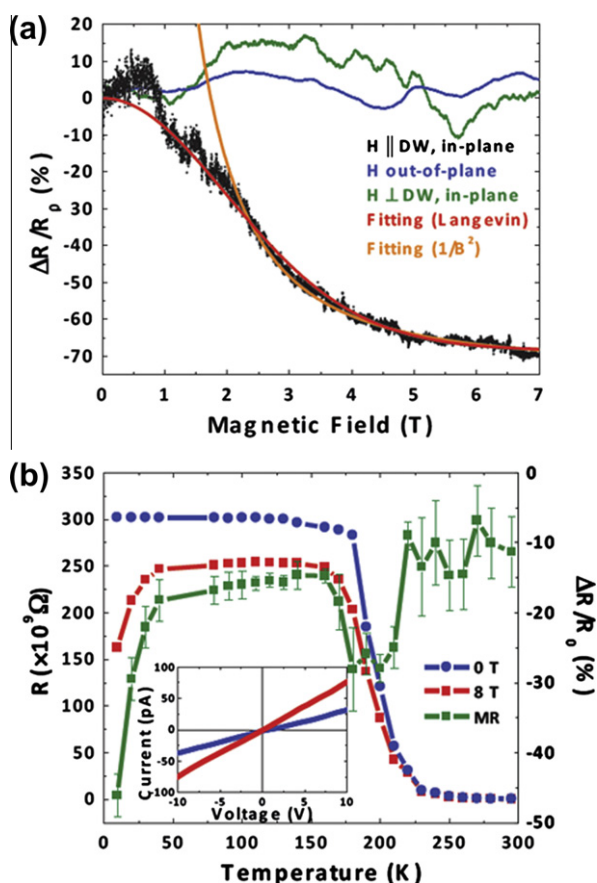 (a)
20
10
0
-10
-20
-30
-40
-50
-60
-70
ΔR/Rρ (%)
H || DW, in-plane
H out-of-plane
H ⊥ DW, in-plane
Fitting (Langevin)
Fitting (1/B²)
0 1 2 3 4 5 6 7
Magnetic Field (T)
(b)
350
300
250
200
150
100
50
0
R (×10⁹Ω)
0
-10
-20
-30
-40
-50
ΔR/R₀ (%)
0 T
8 T
MR
100
50
0
-50
-100
Current (pA)
-10 -5 0 5 10
Voltage (V)
0 50 100 150 200 250 300
Temperature (K)